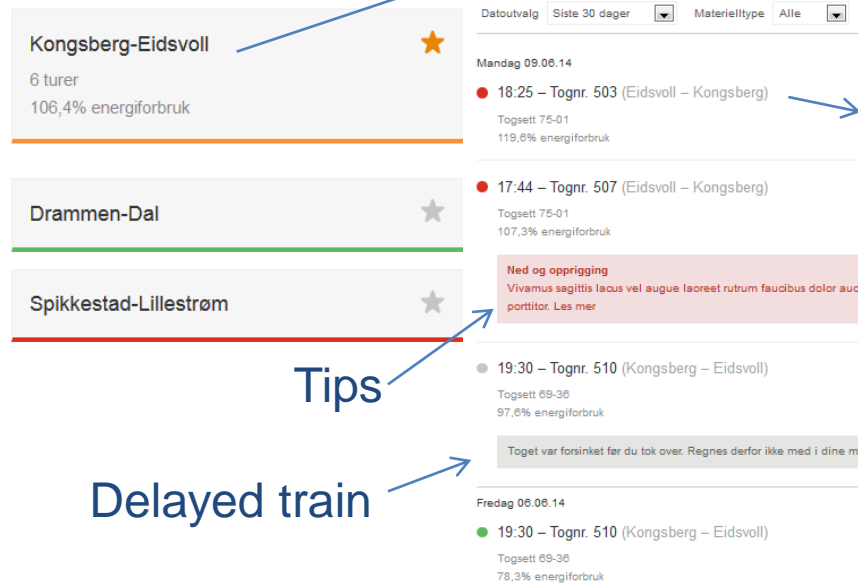 Kongsberg-Eidsvoll
6 turer
106,4% energiforbruk
Drammen-Dal
Spikkestad-Lillestrøm
Tips
Delayed train
Datoutvalg Siste 30 dager Materielltype Alle
Mandag 09.06.14
18:25 – Tognr. 503 (Eidsvoll – Kongsberg)
Togsett 75-01
119,6% energiforbruk
17:44 – Tognr. 507 (Eidsvoll – Kongsberg)
Togsett 75-01
107,3% energiforbruk
Ned og opprigging
Vivamus sagittis lacus vel augue laoreet rutrum faucibus dolor auc
porttitor. Les mer
19:30 – Tognr. 510 (Kongsberg – Eidsvoll)
Togsett 69-36
97,6% energiforbruk
Toget var forsinket før du tok over. Regnes derfor ikke med i dine m
Fredag 06.06.14
19:30 – Tognr. 510 (Kongsberg – Eidsvoll)
Togsett 69-36
78,3% energiforbruk